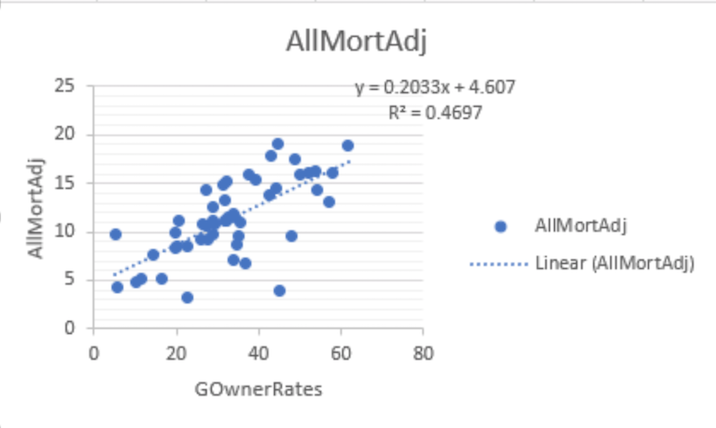 AllMortAdj
y = 0.2033x + 4.607
R² = 0.4697
25
20
15
10
5
0
AllMortAdj
0 20 40 60 80
GOwnerRates
AllMortAdj
Linear (AllMortAdj)